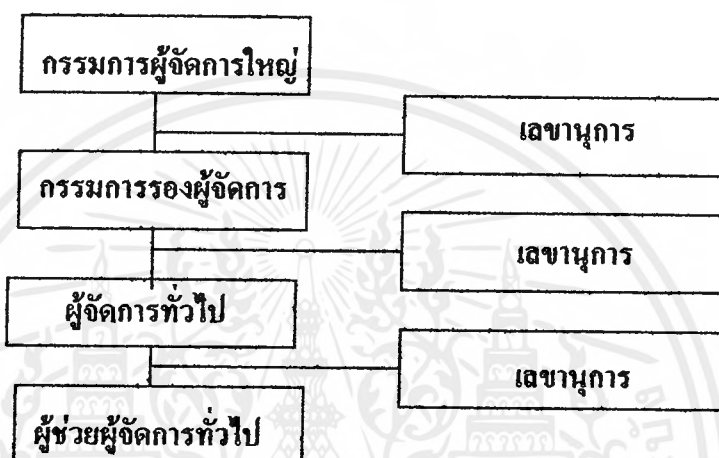 กรรมการผู้จัดการใหญ่
เลขานุการ
กรรมการรองผู้จัดการ
เลขานุการ
ผู้จัดการทั่วไป
เลขานุการ
ผู้ช่วยผู้จัดการทั่วไป